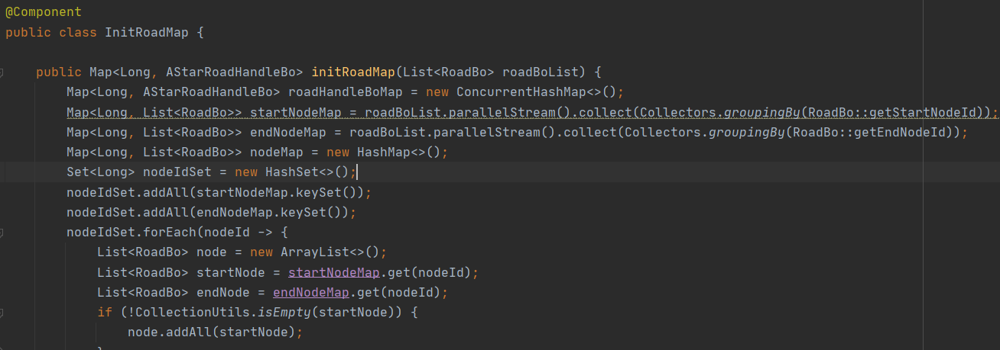 @Component
public class InitRoadMap {
public Map<Long, AStarRoadHandleBo> initRoadMap(List<RoadBo> roadBoList) {
Map<Long, AStarRoadHandleBo> roadHandleBoMap = new ConcurrentHashMap<>();
Map<Long, List<RoadBo>> startNodeMap = roadBoList.parallelStream().collect(Collectors.groupingBy(RoadBo::getStartNodeId));
Map<Long, List<RoadBo>> endNodeMap = roadBoList.parallelStream().collect(Collectors.groupingBy(RoadBo::getEndNodeId));
Map<Long, List<RoadBo>> nodeMap = new HashMap<>();
Set<Long> nodeIdSet = new HashSet<>();
nodeIdSet.addAll(startNodeMap.keySet());
nodeIdSet.addAll(endNodeMap.keySet());
nodeIdSet.forEach(nodeId -> {
List<RoadBo> node = new ArrayList<>();
List<RoadBo> startNode = startNodeMap.get(nodeId);
List<RoadBo> endNode = endNodeMap.get(nodeId);
if (!CollectionUtils.isEmpty(startNode)) {
node.addAll(startNode);